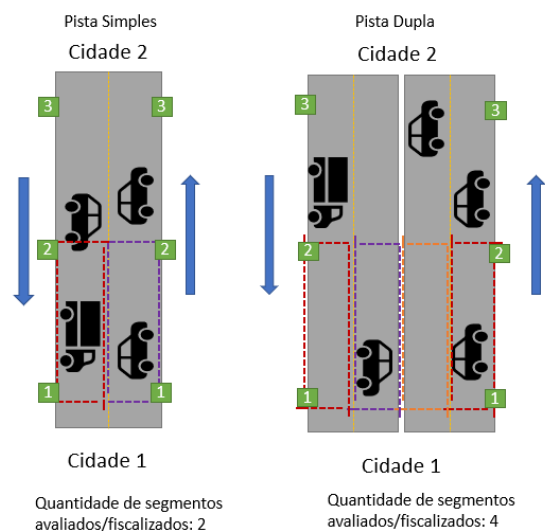 Pista Simples
Cidade 2
3 3
2 2
1 1
Cidade 1
Quantidade de segmentos
avaliados/fiscalizados: 2
Pista Dupla
Cidade 2
3 3
2 2
1 1
Cidade 1
Quantidade de segmentos
avaliados/fiscalizados: 4